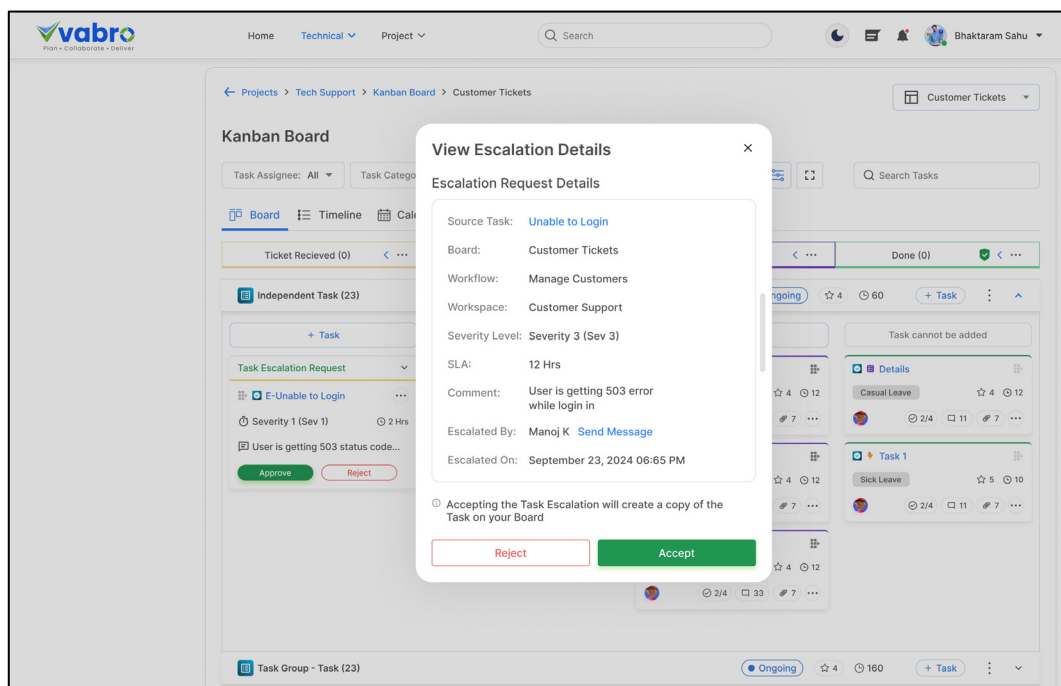 vabro
Plan • Collaborate • Deliver
Home Technical Project Search Bhaktaram Sahu
Projects > Tech Support > Kanban Board > Customer Tickets
Customer Tickets
Kanban Board
Task Assignee: All Task Catego
Search Tasks
Board Timeline Cal
Ticket Recieved (0)
Done (0)
Independent Task (23)
ngoing 4 60 + Task
+ Task
Task cannot be added
Task Escalation Request
E-Unable to Login
Severity 1 (Sev 1) 2 Hrs
User is getting 503 status code...
Approve Reject
View Escalation Details
Escalation Request Details
Source Task: Unable to Login
Board: Customer Tickets
Workflow: Manage Customers
Workspace: Customer Support
Severity Level: Severity 3 (Sev 3)
SLA: 12 Hrs
Comment: User is getting 503 error
while login in
Escalated By: Manoj K Send Message
Escalated On: September 23, 2024 06:65 PM
Accepting the Task Escalation will create a copy of the
Task on your Board
Reject Accept
4 12
7
4 12
7
4 12
2/4 33 7
Details
Casual Leave 4 12
2/4 11 7
Task 1
Sick Leave 5 10
2/4 11 7
Task Group - Task (23)
Ongoing 4 160 + Task